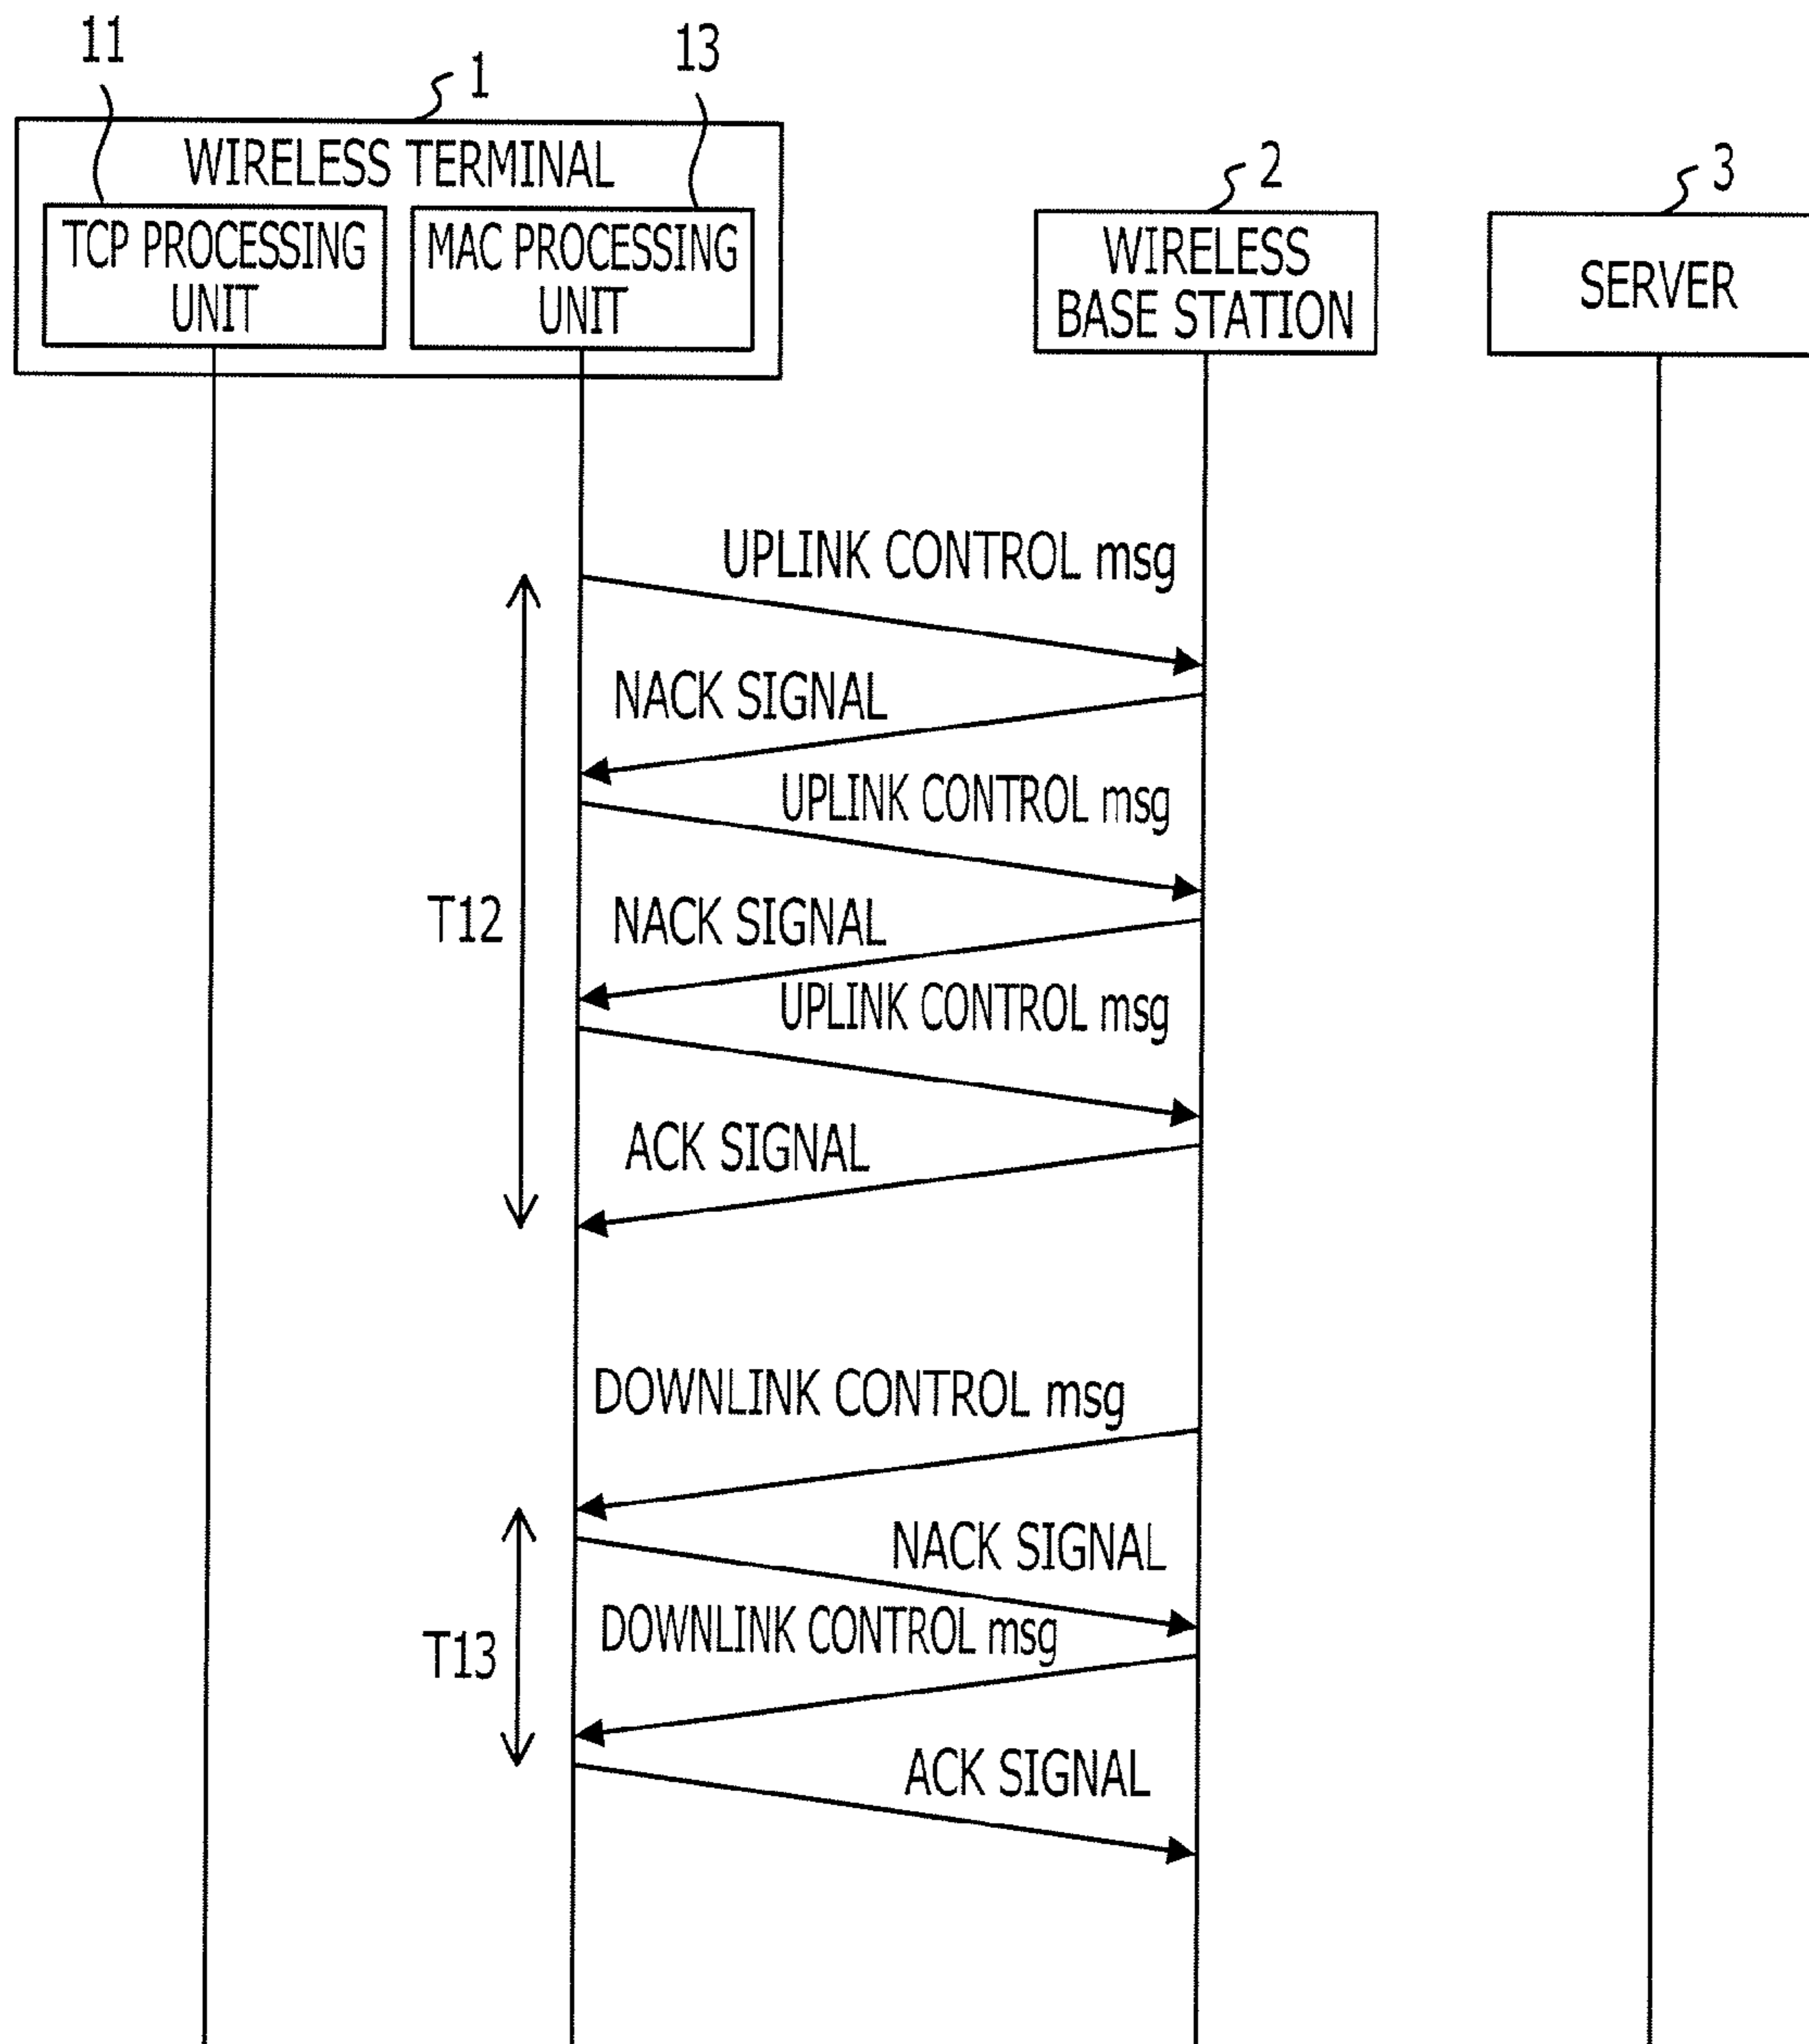 11
1
13
WIRELESS TERMINAL
TCP PROCESSING
UNIT
MAC PROCESSING
UNIT
2
WIRELESS
BASE STATION
3
SERVER
UPLINK CONTROL msg
NACK SIGNAL
UPLINK CONTROL msg
T12
NACK SIGNAL
UPLINK CONTROL msg
ACK SIGNAL
DOWNLINK CONTROL msg
NACK SIGNAL
T13
DOWNLINK CONTROL msg
ACK SIGNAL